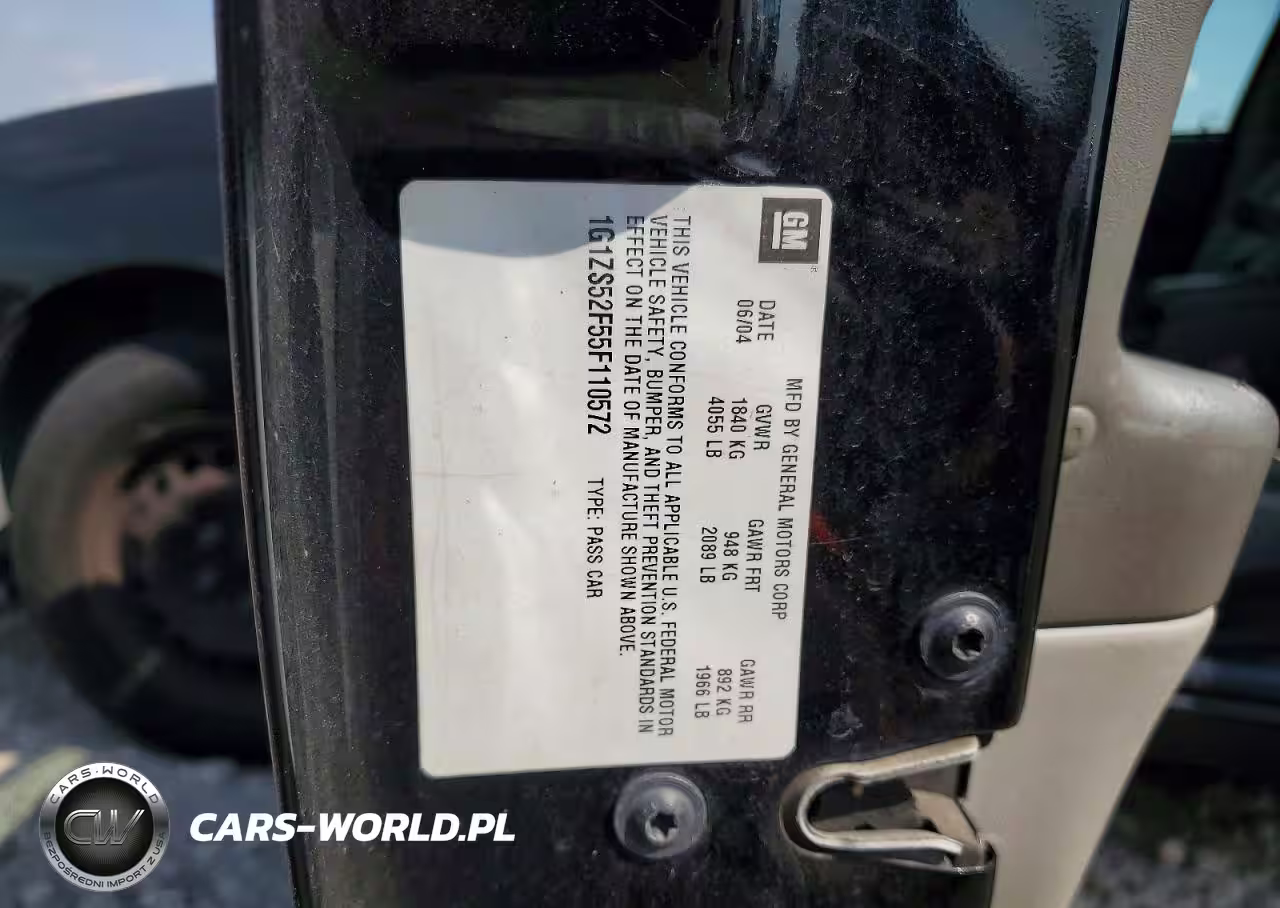 GM
MFD BY GENERAL MOTORS CORP
DATE GVWR GAWR FRT GAWR RR
06/04 1840 KG 948 KG 892 KG
4055 LB 2089 LB 1966 LB
THIS VEHICLE CONFORMS TO ALL APPLICABLE U.S. FEDERAL MOTOR
VEHICLE SAFETY, BUMPER, AND THEFT PREVENTION STANDARDS IN
EFFECT ON THE DATE OF MANUFACTURE SHOWN ABOVE.
1G1ZS52F55F110572 TYPE: PASS CAR
CARS-WORLD
CW
BEZPOŚREDNI IMPORT Z USA
CARS-WORLD.PL